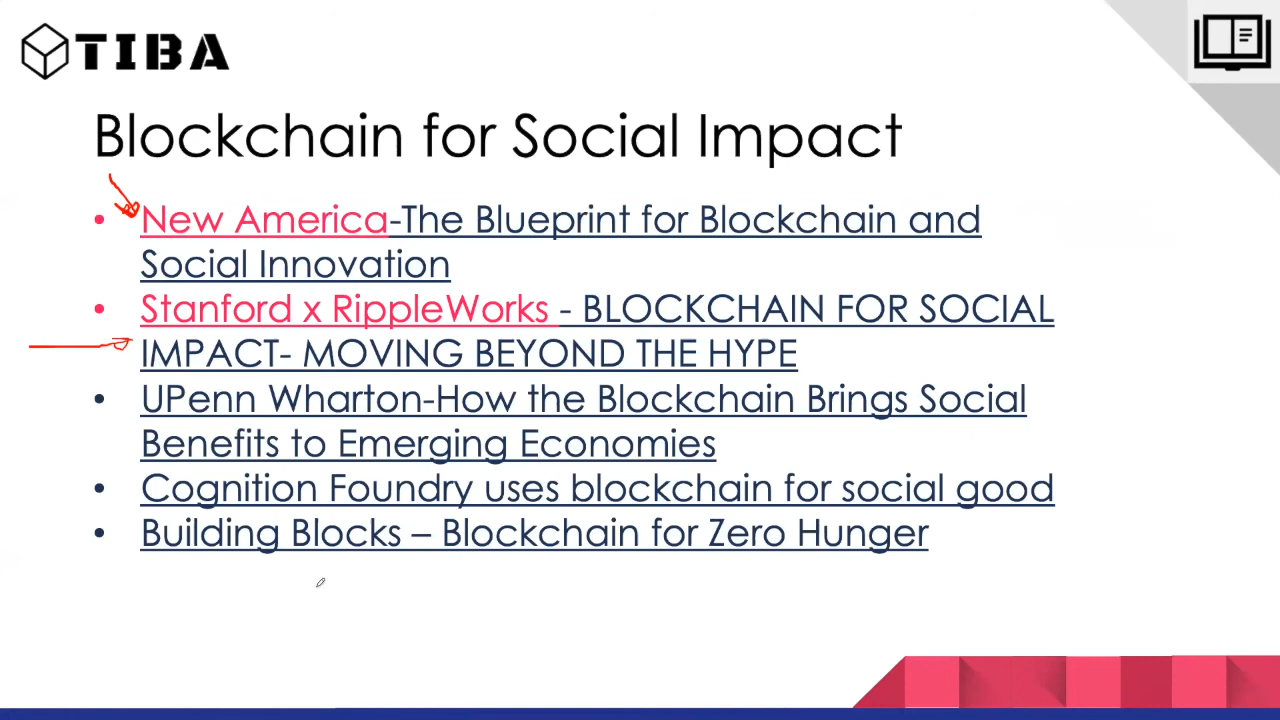 TIBA
Blockchain for Social Impact
• New America-The Blueprint for Blockchain and
Social Innovation
• Stanford x RippleWorks - BLOCKCHAIN FOR SOCIAL
IMPACT- MOVING BEYOND THE HYPE
• UPenn Wharton-How the Blockchain Brings Social
Benefits to Emerging Economies
• Cognition Foundry uses blockchain for social good
• Building Blocks – Blockchain for Zero Hunger